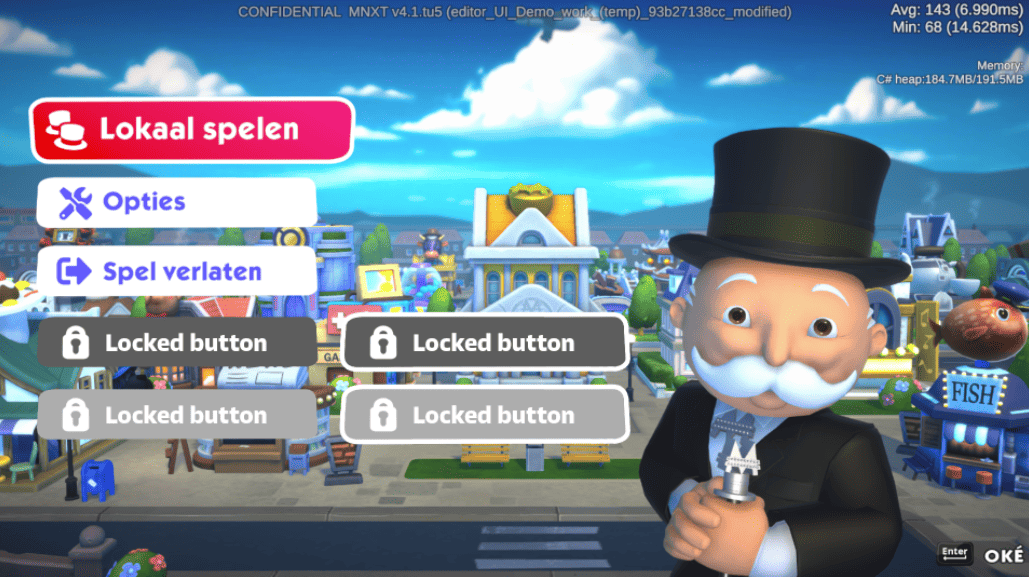 CONFIDENTIAL MNXT v4.1.tu5 (editor_UI_Demo_work_(temp)_93b27138cc_modified)
Avg: 143 (6.990ms)
Min: 68 (14.628ms)
Memory:
C# heap:184.7MB/191.5MB
Lokaal spelen
Opties
Spel verlaten
Locked button
Locked button
Locked button
Locked button
FISH
Enter
OKÉ